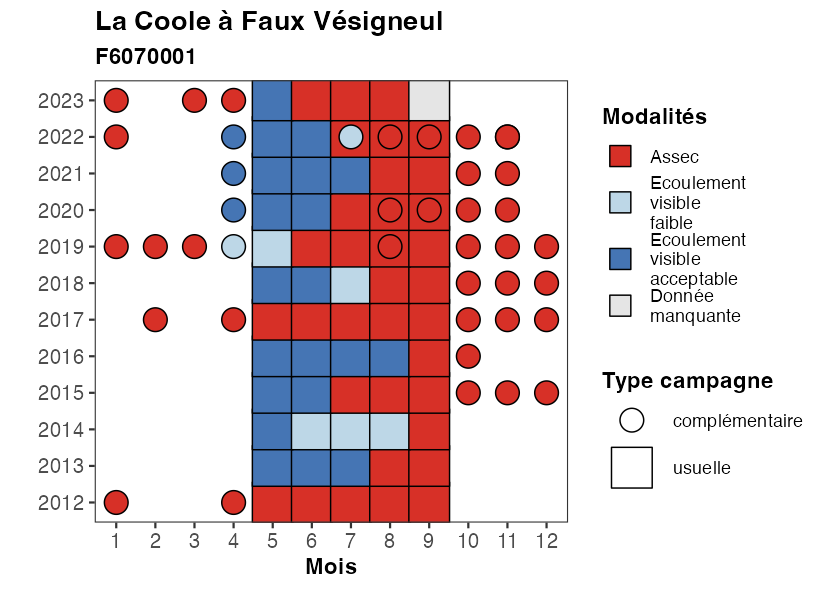 La Coole à Faux Vésigneul
F6070001
2023
2022
2021
2020
2019
2018
2017
2016
2015
2014
2013
2012
1 2 3 4 5 6 7 8 9 10 11 12
Mois
Modalités
Assec
Ecoulement
visible
faible
Ecoulement
visible
acceptable
Donnée
manquante
Type campagne
complémentaire
usuelle